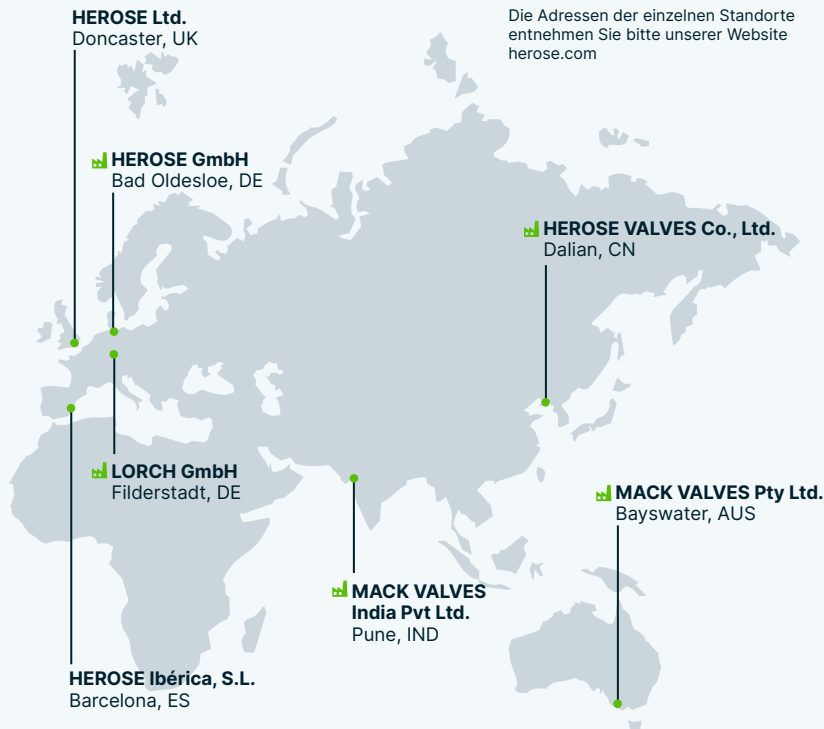 HEROSE Ltd.
Doncaster, UK
Die Adressen der einzelnen Standorte
entnehmen Sie bitte unserer Website
herose.com
HEROSE GmbH
Bad Oldesloe, DE
HEROSE VALVES Co., Ltd.
Dalian, CN
LORCH GmbH
Filderstadt, DE
MACK VALVES Pty Ltd.
Bayswater, AUS
MACK VALVES
India Pvt Ltd.
Pune, IND
HEROSE Ibérica, S.L.
Barcelona, ES